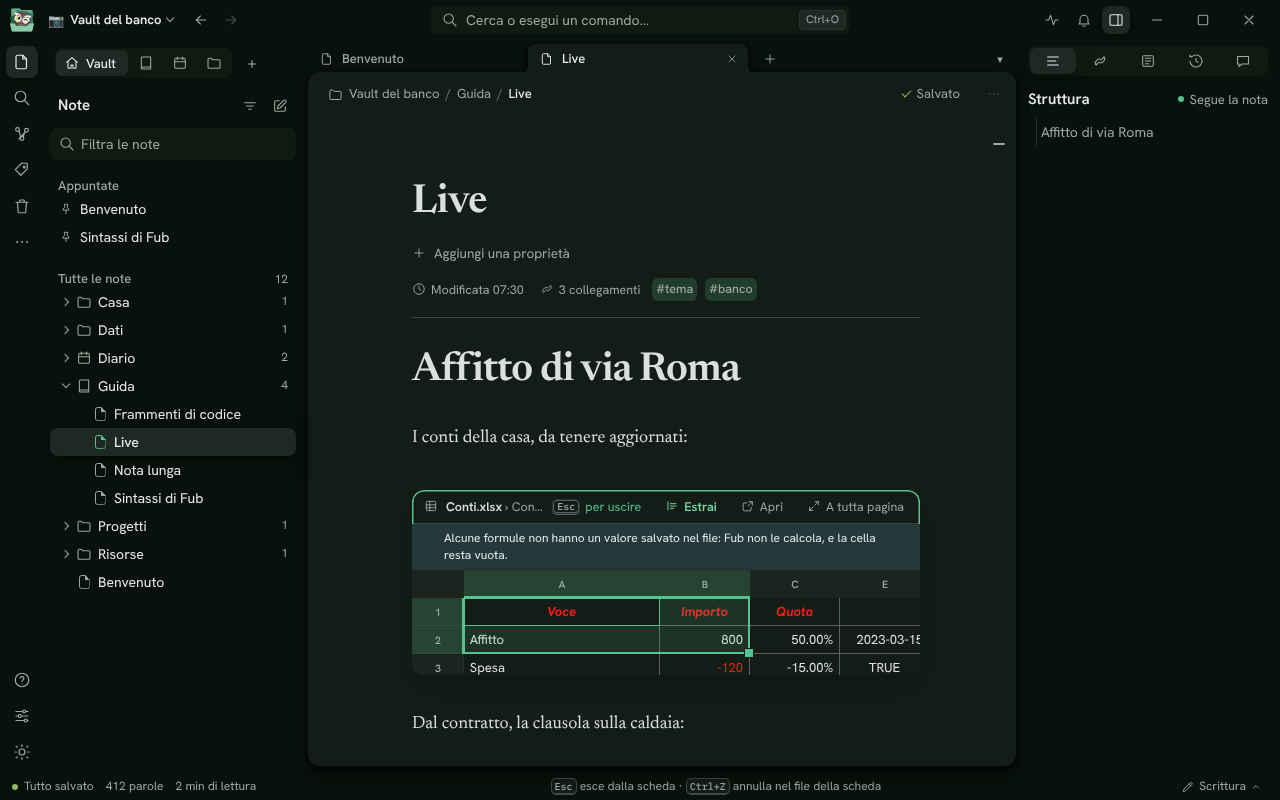 Vault del banco
Cerca o esegui un comando...
Ctrl+O
Vault
Note
Filtra le note
Appuntate
Benvenuto
Sintassi di Fub
Tutte le note 12
Casa 1
Dati 1
Diario 2
Guida 4
Frammenti di codice
Live
Nota lunga
Sintassi di Fub
Progetti 1
Risorse 1
Benvenuto
Benvenuto
Live
Vault del banco / Guida / Live
Salvato
Live
Aggiungi una proprietà
Modificata 07:30 3 collegamenti #tema #banco
Affitto di via Roma
I conti della casa, da tenere aggiornati:
Conti.xlsx › Con... Esc per uscire Estrai Apri A tutta pagina
Alcune formule non hanno un valore salvato nel file: Fub non le calcola, e la cella
resta vuota.
A B C E
1 Voce Importo Quota
2 Affitto 800 50.00% 2023-03-15
3 Spesa -120 -15.00% TRUE
Dal contratto, la clausola sulla caldaia:
Struttura
Segue la nota
Affitto di via Roma
Tutto salvato 412 parole 2 min di lettura
Esc esce dalla scheda · Ctrl+Z annulla nel file della scheda
Scrittura